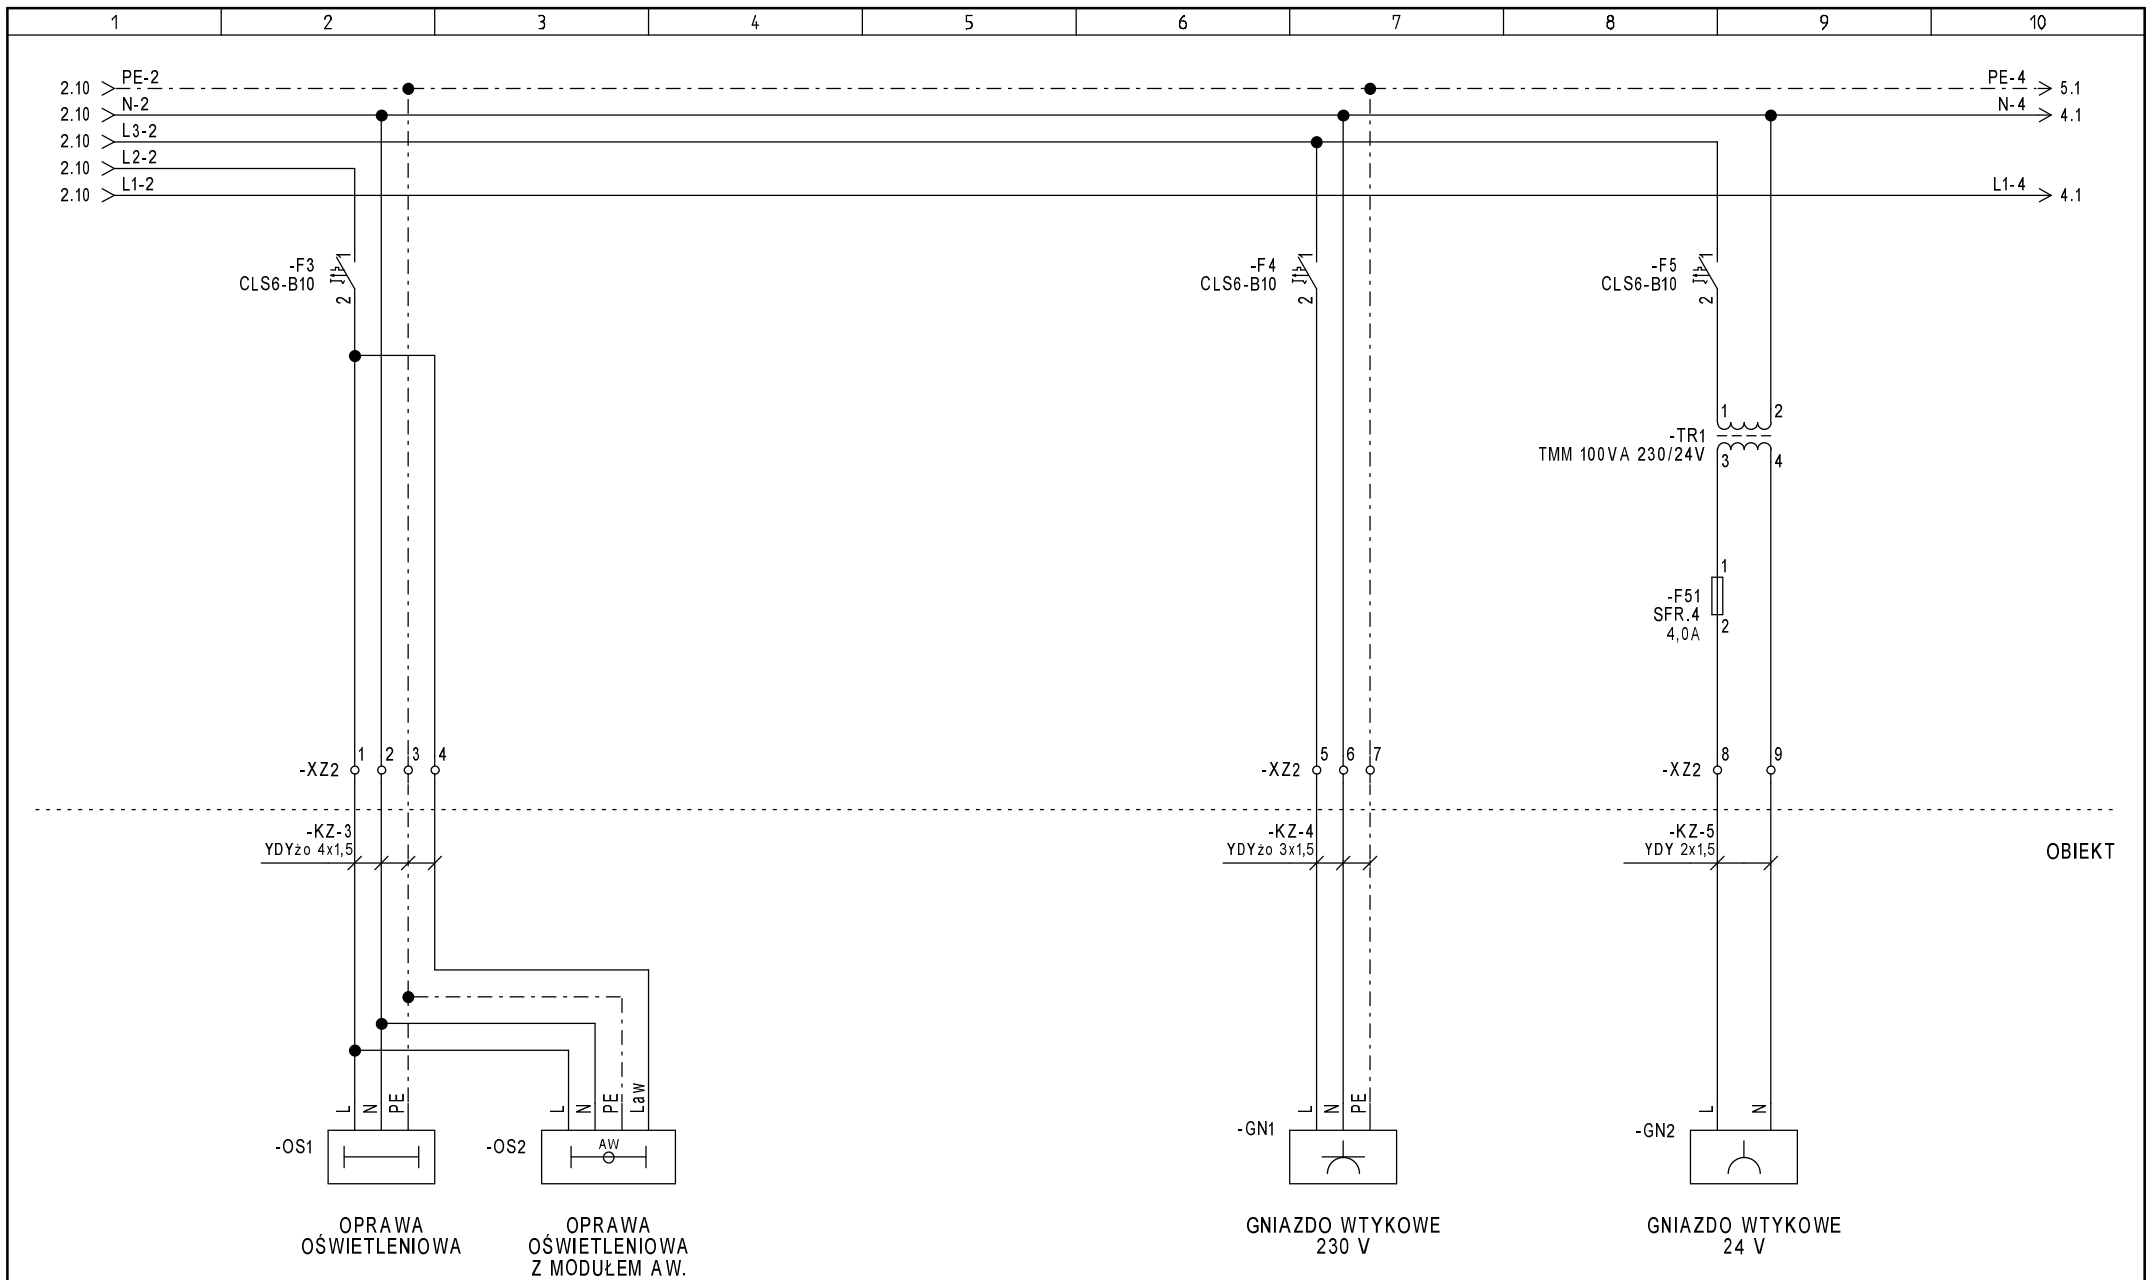 1 2 3 4 5 6 7 8 9 10
2.10 PE-2 PE-4 5.1
2.10 N-2 N-4 4.1
2.10 L3-2
2.10 L2-2
2.10 L1-2 L1-4 4.1
-F3
CLS6-B10
1
2
-F4
CLS6-B10
1
2
-F5
CLS6-B10
1
2
1 2
-TR1
TMM 100VA 230/24V
3 4
1
-F51
SFR.4
4,0A
2
-XZ2 1 2 3 4
-XZ2 5 6 7
-XZ2 8 9
-KZ-3
YDYżo 4x1,5
-KZ-4
YDYżo 3x1,5
-KZ-5
YDY 2x1,5
OBIEKT
L N PE
L N PE Law
L N PE
L N
-OS1
-OS2
AW
-GN1
-GN2
OPRAWA
OŚWIETLENIOWA
OPRAWA
OŚWIETLENIOWA
Z MODUŁEM AW.
GNIAZDO WTYKOWE
230 V
GNIAZDO WTYKOWE
24 V